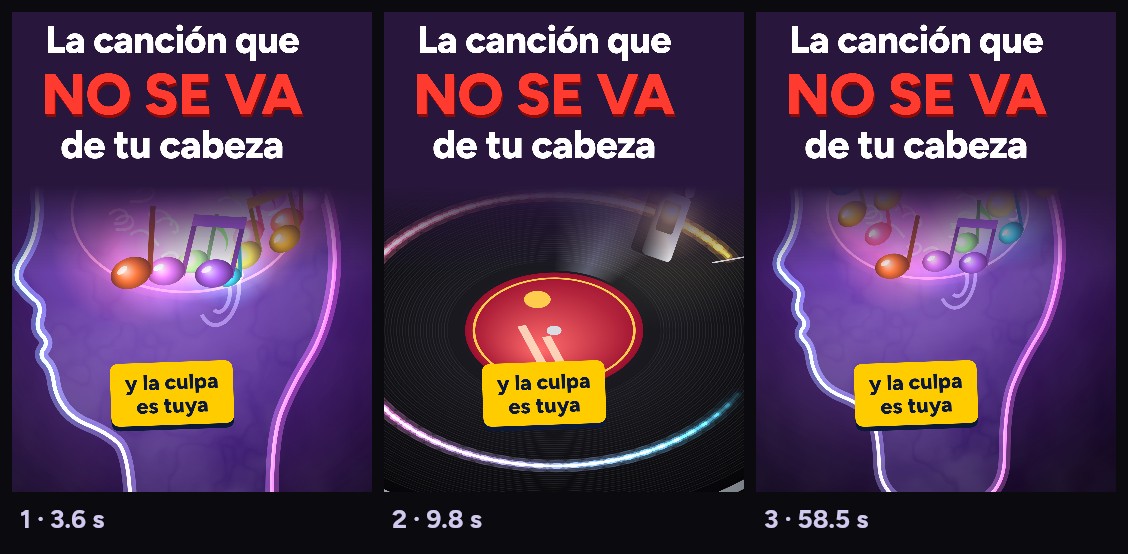 La canción que
NO SE VA
de tu cabeza
y la culpa
es tuya
1 · 3.6 s
La canción que
NO SE VA
de tu cabeza
y la culpa
es tuya
2 · 9.8 s
La canción que
NO SE VA
de tu cabeza
y la culpa
es tuya
3 · 58.5 s